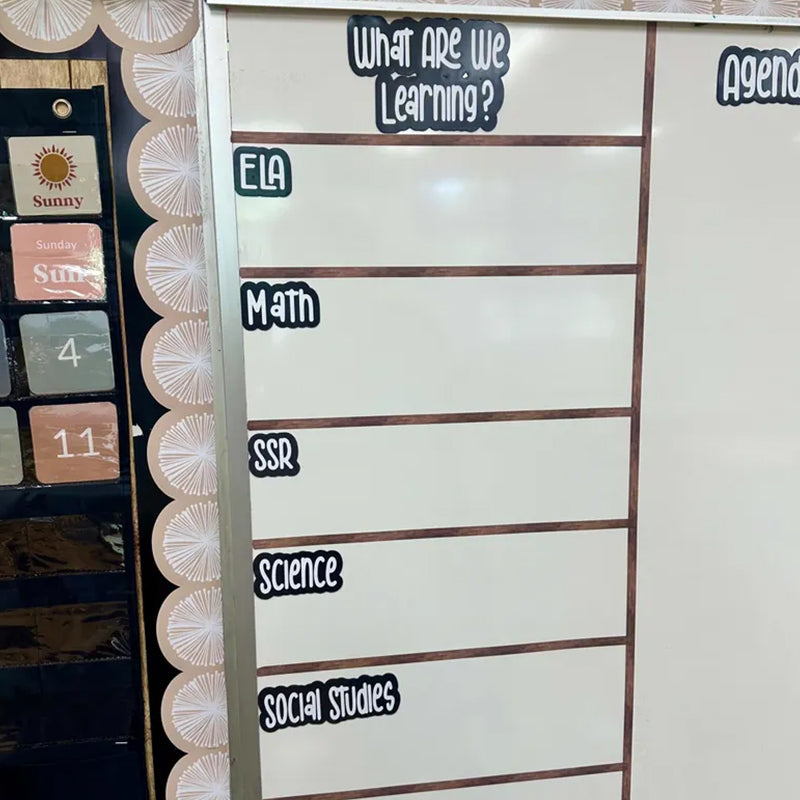 What Are We
Learning?
Agend
ELA
Math
SSR
Science
Social Studies
Sunny
Sunday
Sun
4
11